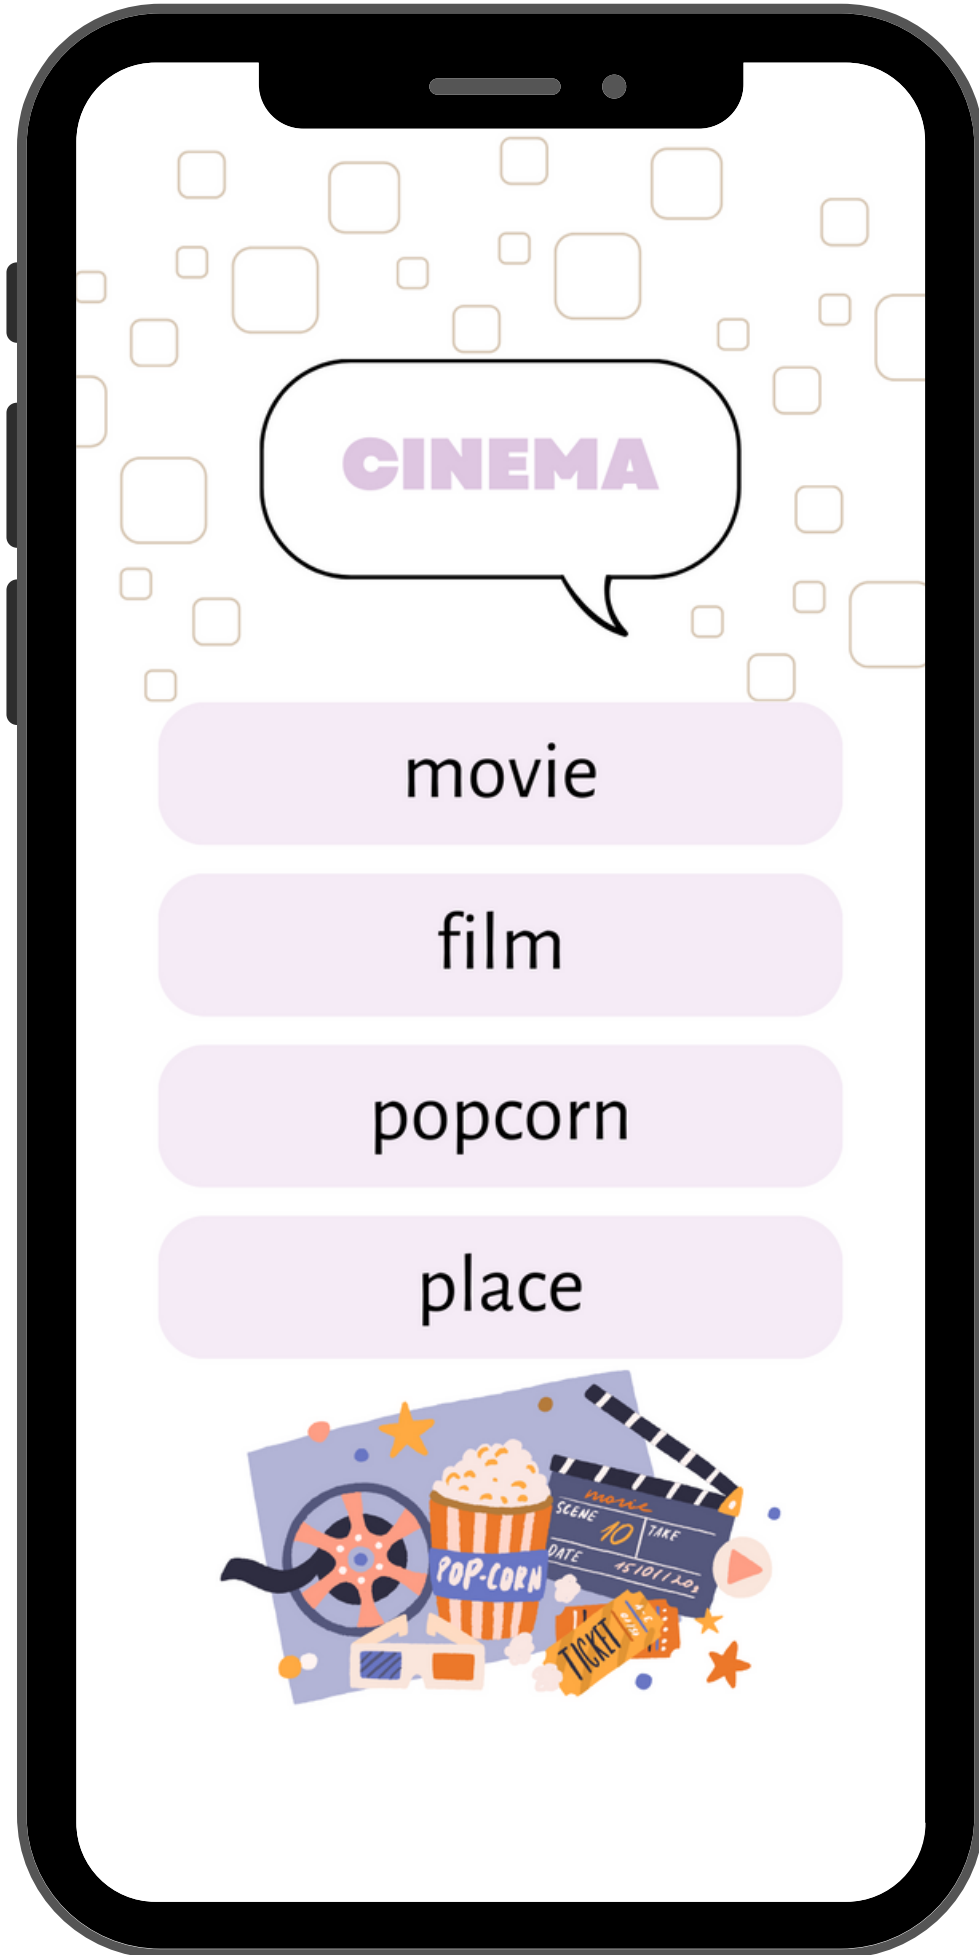 CINEMA
movie
film
popcorn
place
movie
SCENE
10
TAKE
DATE
POP-CORN
TICKET